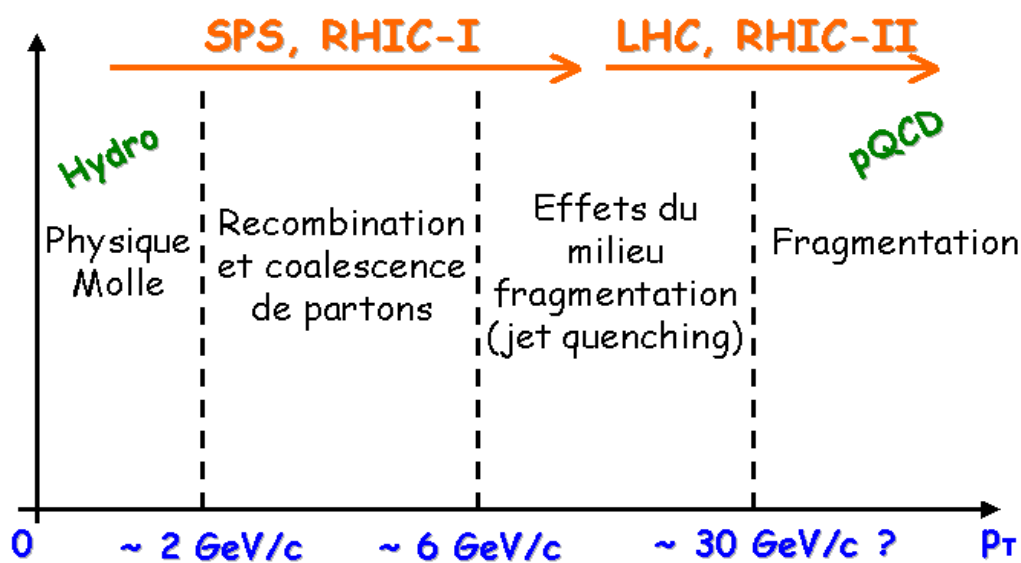 SPS, RHIC-I
LHC, RHIC-II
Hydro
pQCD
Physique
Molle
Recombination
et coalescence
de partons
Effets du
milieu
fragmentation
(jet quenching)
Fragmentation
0
~ 2 GeV/c
~ 6 GeV/c
~ 30 GeV/c ?
pT